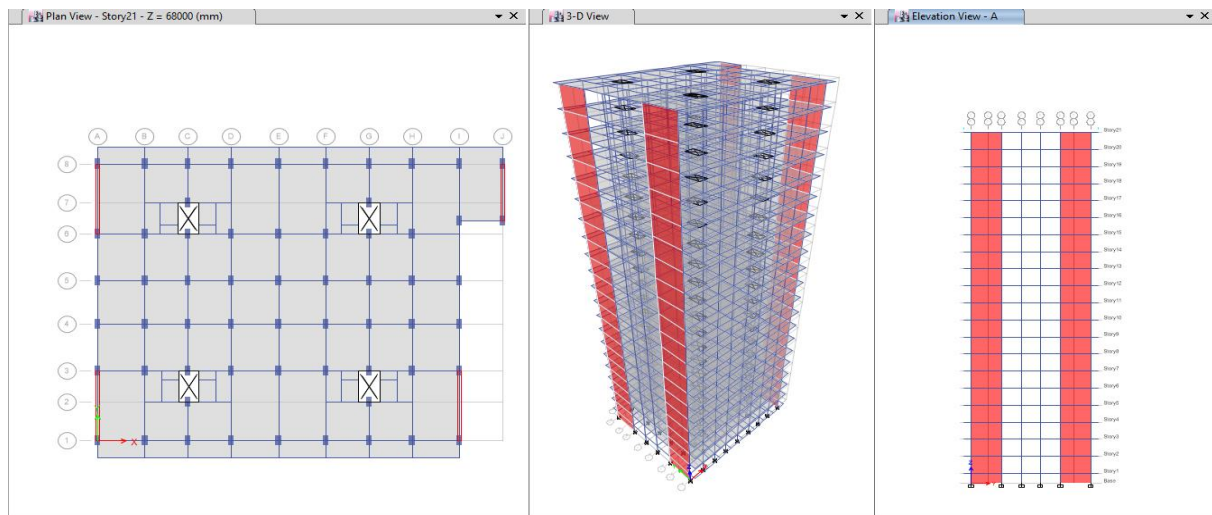 Plan View - Story21 - Z = 68000 (mm)
3-D View
Elevation View - A
A B C D E F G H I J
8
7
6
5
4
3
2
1
X
X
Z
Story21
Story20
Story19
Story18
Story17
Story16
Story15
Story14
Story13
Story12
Story11
Story10
Story9
Story8
Story7
Story6
Story5
Story4
Story3
Story2
Story1
Base